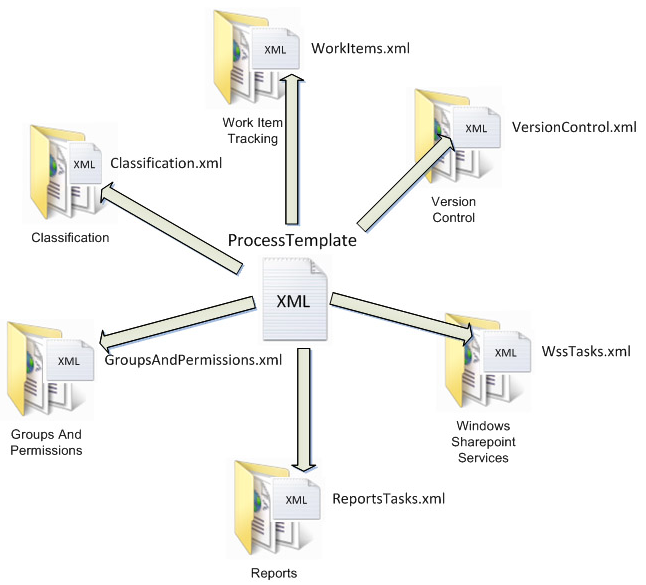 XML
WorkItems.xml
Work Item
Tracking
XML
VersionControl.xml
Version
Control
XML
Classification.xml
Classification
ProcessTemplate
XML
XML
GroupsAndPermissions.xml
Groups And
Permissions
XML
WssTasks.xml
Windows
Sharepoint
Services
XML
ReportsTasks.xml
Reports